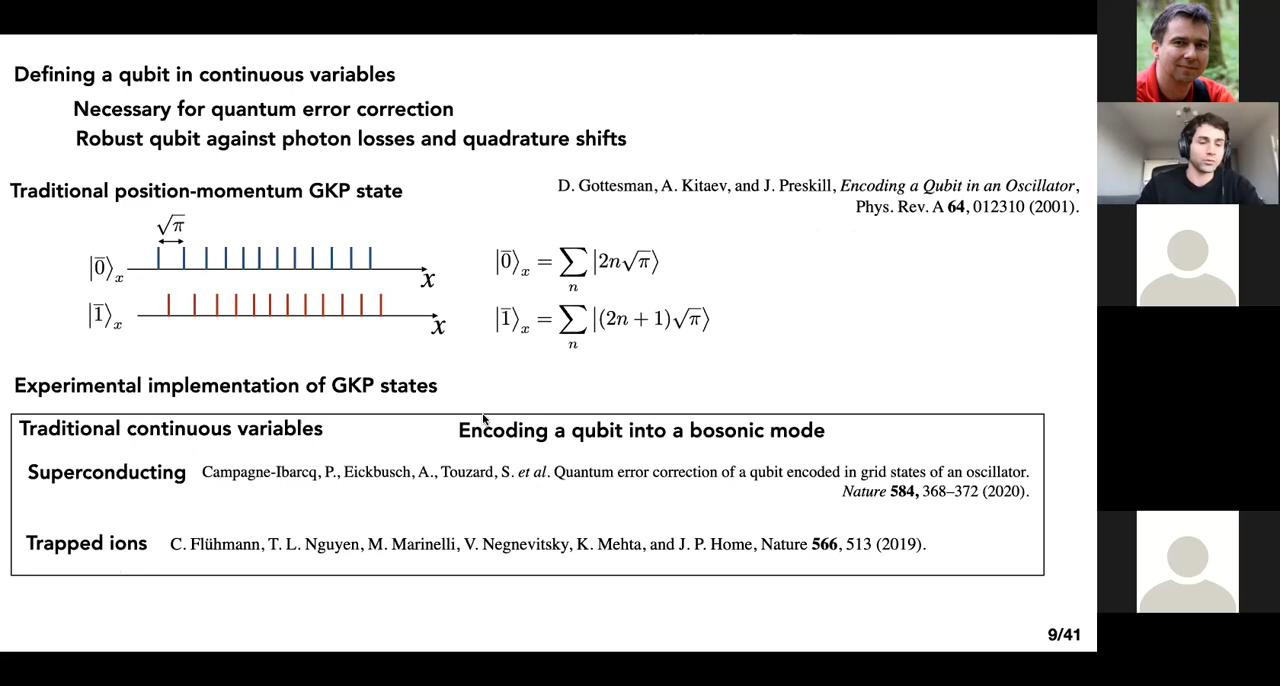 Defining a qubit in continuous variables
Necessary for quantum error correction
Robust qubit against photon losses and quadrature shifts
Traditional position-momentum GKP state
D. Gottesman, A. Kitaev, and J. Preskill, Encoding a Qubit in an Oscillator,
Phys. Rev. A 64, 012310 (2001).
√π
|0̅⟩ₓ x
|0̅⟩ₓ = ∑ₙ |2n√π⟩
|1̅⟩ₓ x
|1̅⟩ₓ = ∑ₙ |(2n + 1)√π⟩
Experimental implementation of GKP states
Traditional continuous variables
Encoding a qubit into a bosonic mode
Superconducting Campagne-Ibarcq, P., Eickbusch, A., Touzard, S. et al. Quantum error correction of a qubit encoded in grid states of an oscillator.
Nature 584, 368–372 (2020).
Trapped ions C. Flühmann, T. L. Nguyen, M. Marinelli, V. Negnevitsky, K. Mehta, and J. P. Home, Nature 566, 513 (2019).
9/41